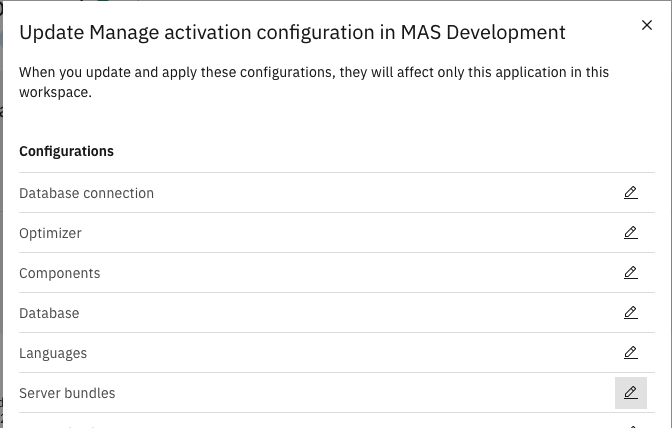 Update Manage activation configuration in MAS Development
When you update and apply these configurations, they will affect only this application in this
workspace.
Configurations
Database connection
Optimizer
Components
Database
Languages
Server bundles